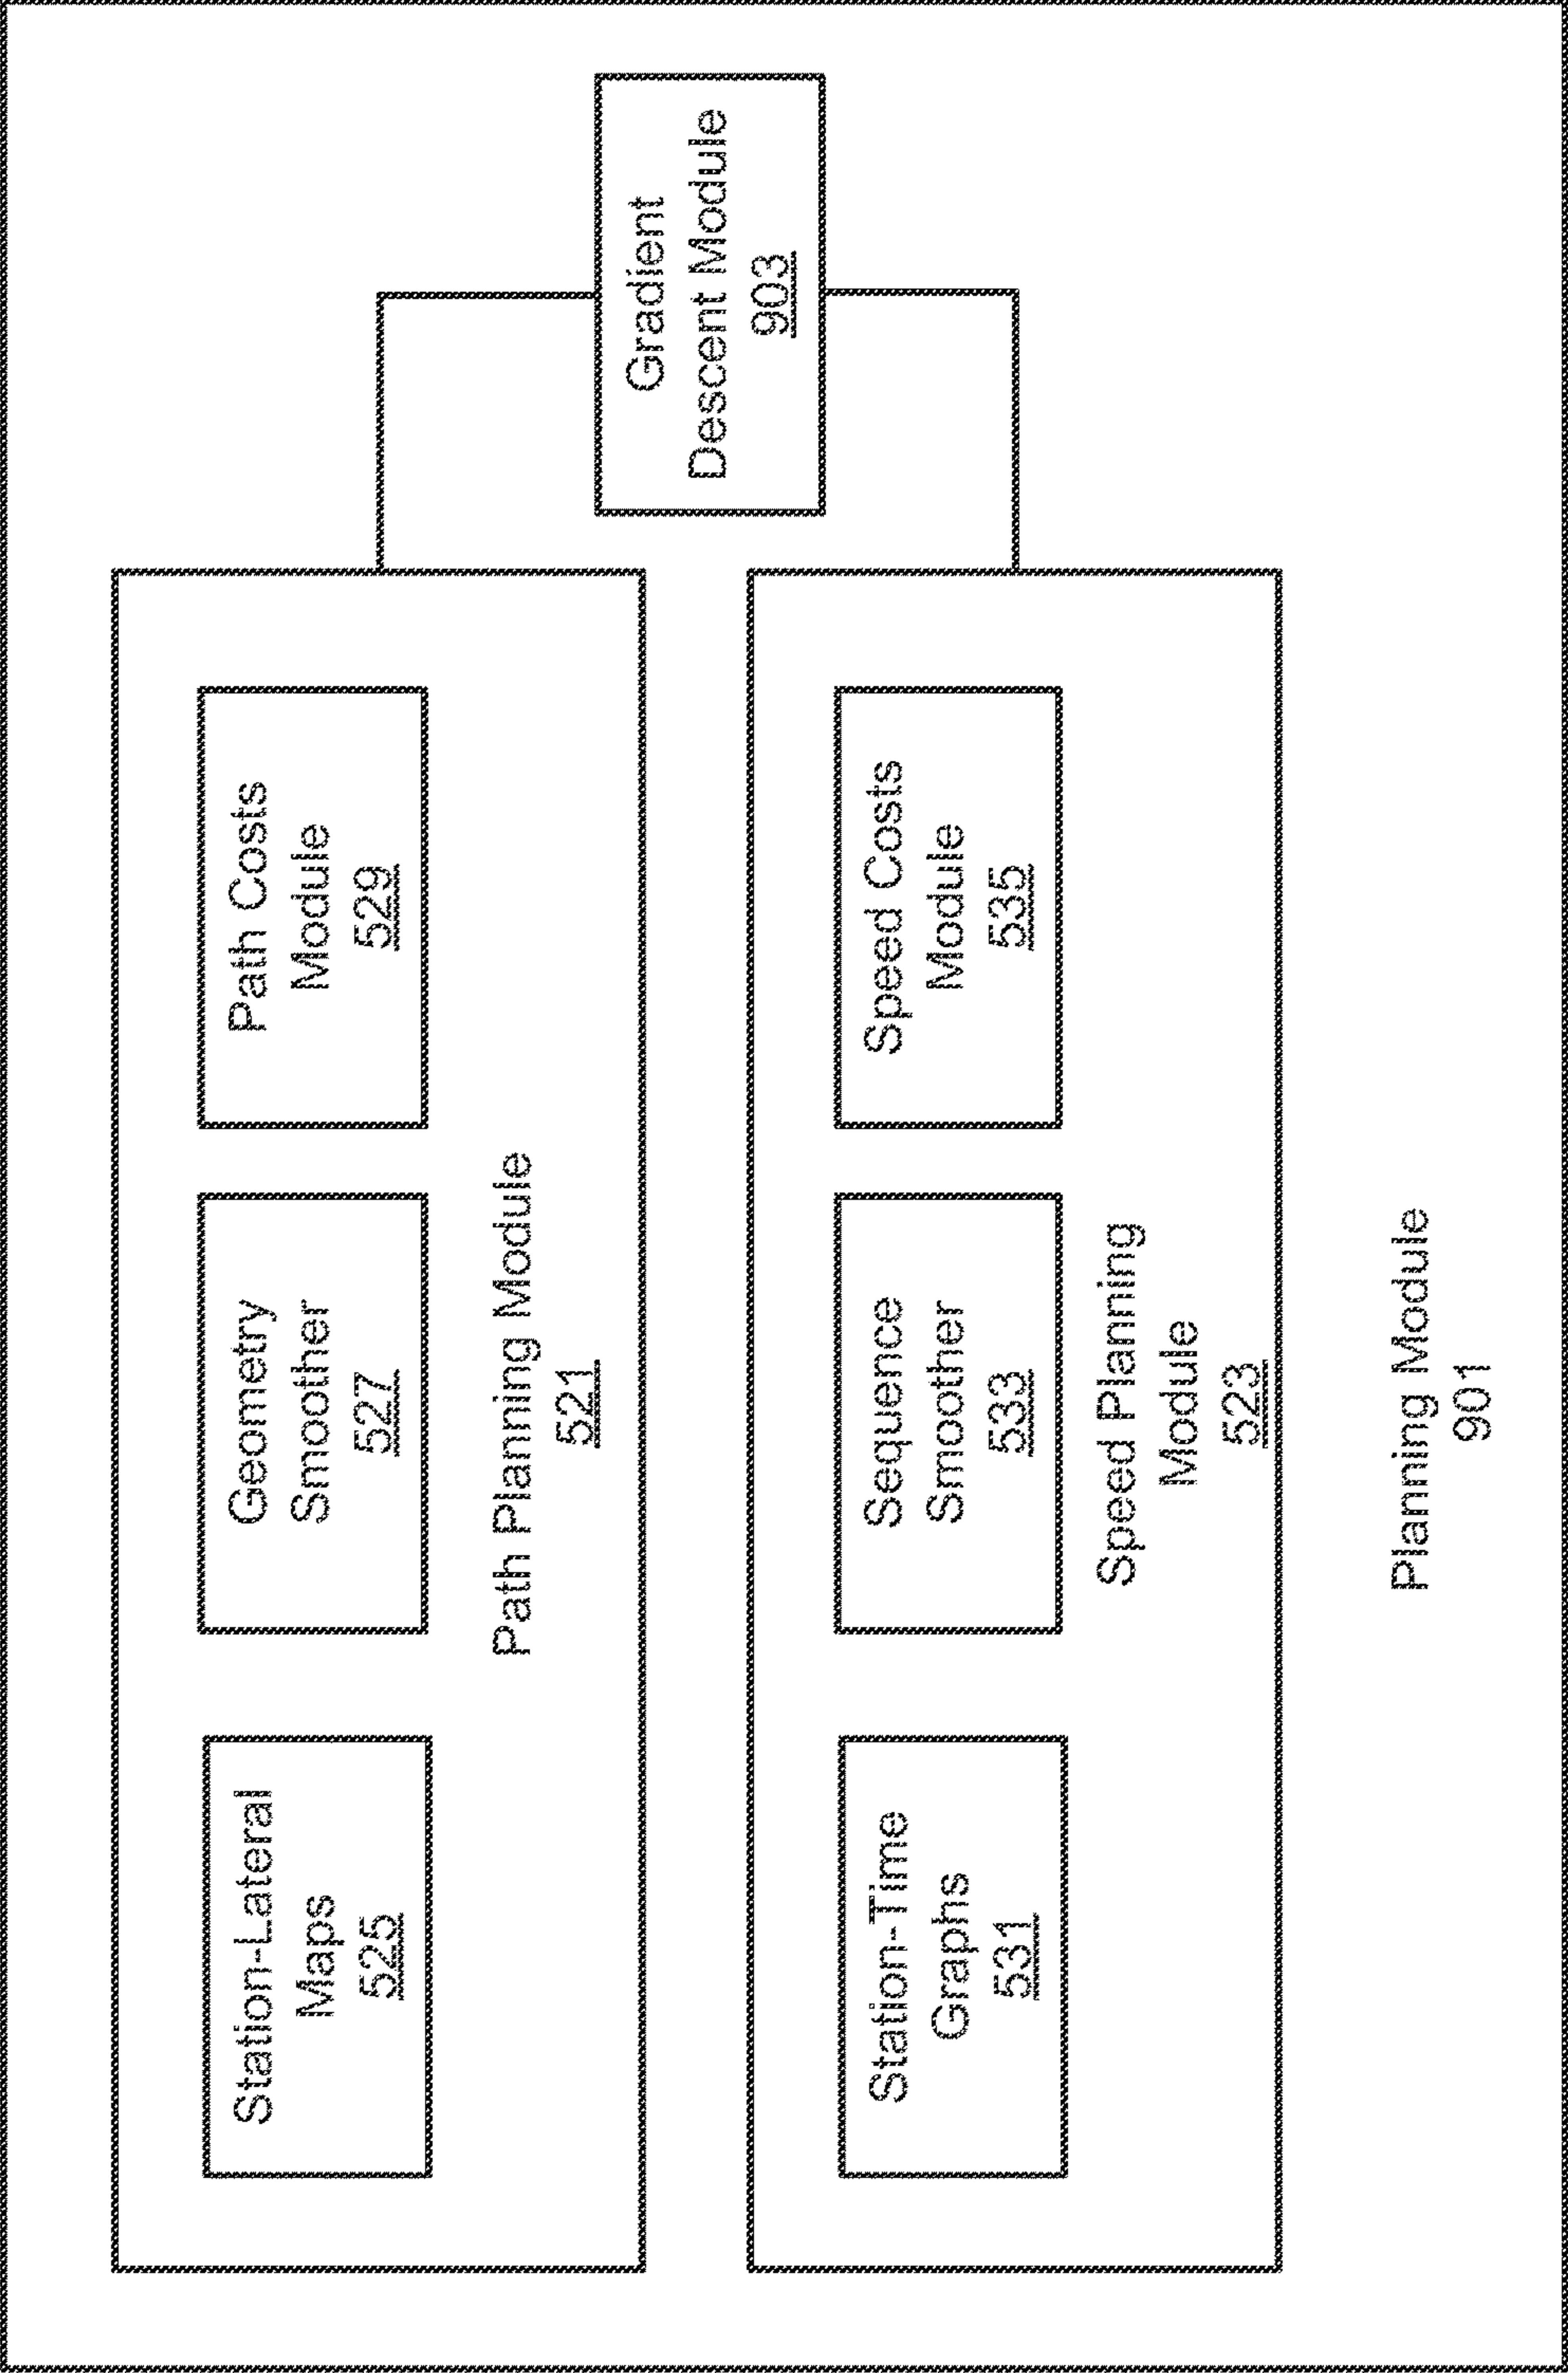 Station-Lateral
Maps
525
Geometry
Smoother
527
Path Costs
Module
529
Path Planning Module
521
Gradient
Descent Module
903
Station-Time
Graphs
531
Sequence
Smoother
533
Speed Costs
Module
535
Speed Planning
Module
523
Planning Module
901